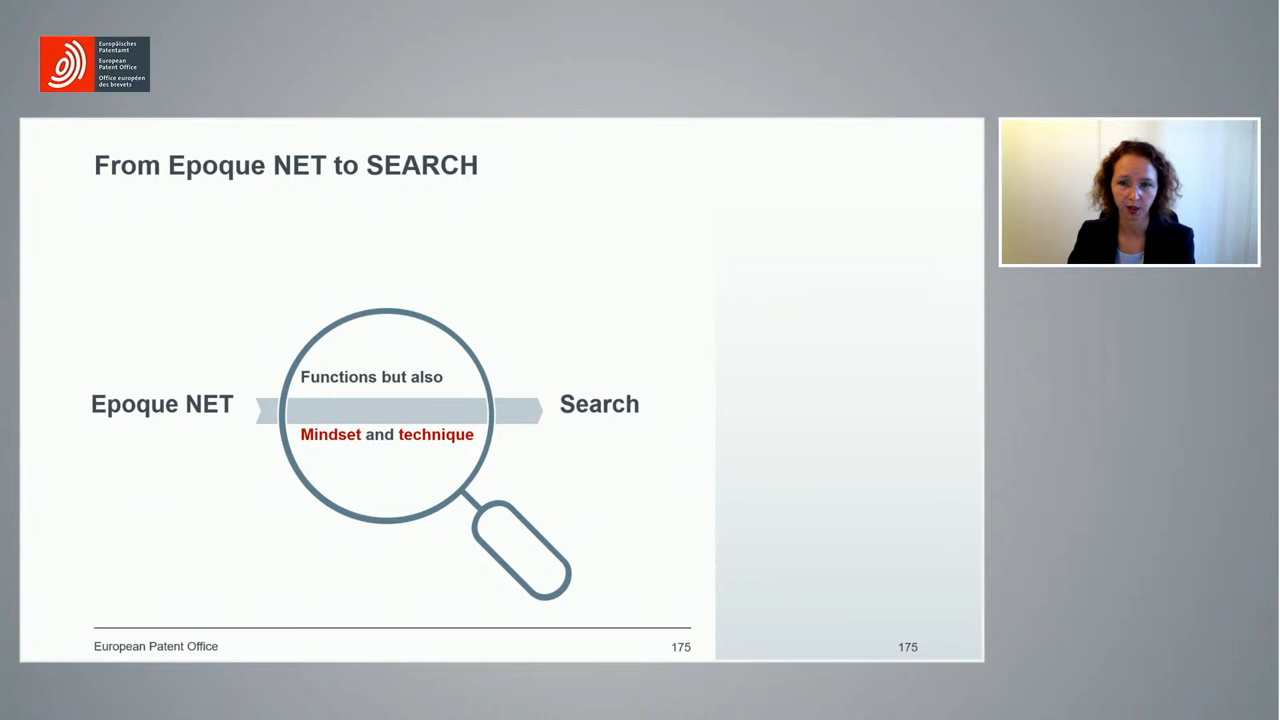 Europäisches
Patentamt
European
Patent Office
Office européen
des brevets
From Epoque NET to SEARCH
Functions but also
Epoque NET
Search
Mindset and technique
European Patent Office
175
175